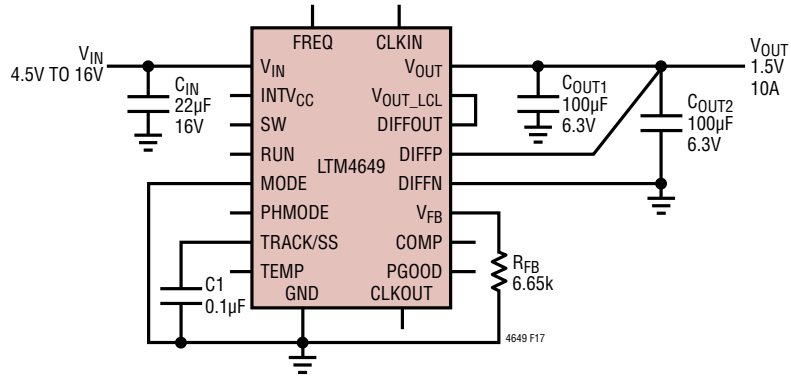 FREQ
CLKIN
VIN
4.5V TO 16V
CIN
22µF
16V
VIN
INTVCC
SW
RUN
MODE
PHMODE
TRACK/SS
TEMP
GND
LTM4649
VOUT
VOUT_LCL
DIFFOUT
DIFFP
DIFFN
VFB
COMP
PGOOD
CLKOUT
COUT1
100µF
6.3V
COUT2
100µF
6.3V
VOUT
1.5V
10A
C1
0.1µF
RFB
6.65k
4649 F17